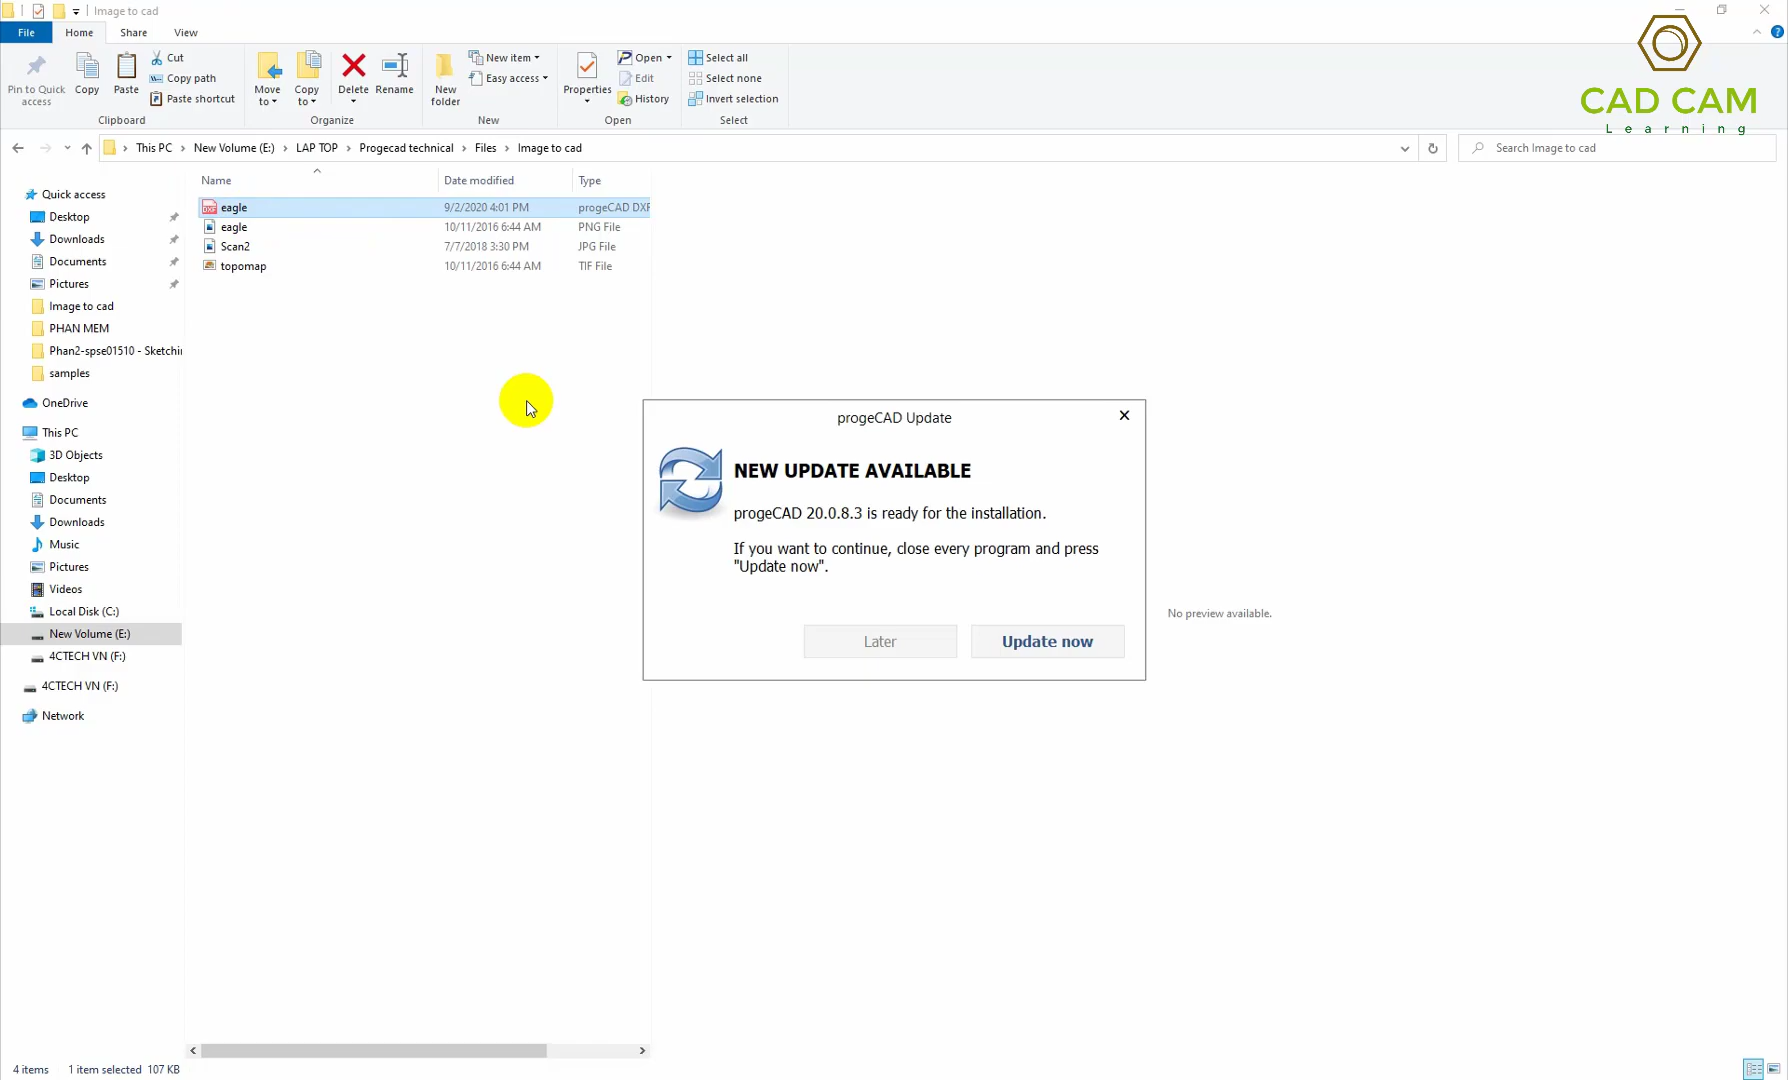 Image to cad
File Home Share View
Pin to Quick access
Copy
Paste
Cut
Copy path
Paste shortcut
Clipboard
Move to
Copy to
Delete
Rename
Organize
New folder
New item
Easy access
New
Properties
Open
Edit
History
Open
Select all
Select none
Invert selection
Select
CAD CAM
Learning
This PC > New Volume (E:) > LAP TOP > Progecad technical > Files > Image to cad
Search Image to cad
Name Date modified Type
eagle 9/2/2020 4:01 PM progeCAD DXF
eagle 10/11/2016 6:44 AM PNG File
Scan2 7/7/2018 3:30 PM JPG File
topomap 10/11/2016 6:44 AM TIF File
Quick access
Desktop
Downloads
Documents
Pictures
Image to cad
PHAN MEM
Phan2-spse01510 - Sketchin
samples
OneDrive
This PC
3D Objects
Desktop
Documents
Downloads
Music
Pictures
Videos
Local Disk (C:)
New Volume (E:)
4CTECH VN (F:)
4CTECH VN (F:)
Network
progeCAD Update
NEW UPDATE AVAILABLE
progeCAD 20.0.8.3 is ready for the installation.
If you want to continue, close every program and press
"Update now".
Later
Update now
No preview available.
4 items 1 item selected 107 KB